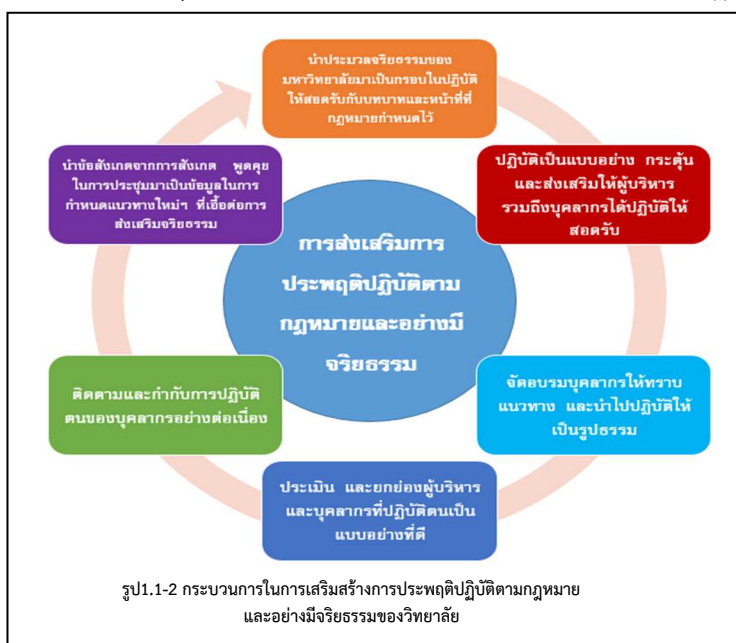 นำประมวลจริยธรรมของ
มหาวิทยาลัยมาเป็นกรอบในปฏิบัติ
ให้สอดรับกับบทบาทและหน้าที่ที่
กฎหมายกำหนดไว้
ปฏิบัติเป็นแบบอย่าง กระตุ้น
และส่งเสริมให้ผู้บริหาร
รวมถึงบุคลากรได้ปฏิบัติให้
สอดรับ
จัดอบรมบุคลากรให้ทราบ
แนวทาง และนำไปปฏิบัติให้
เป็นรูปธรรม
ประเมิน และยกย่องผู้บริหาร
และบุคลากรที่ปฏิบัติตนเป็น
แบบอย่างที่ดี
ติดตามและกำกับการปฏิบัติ
ตนของบุคลากรอย่างต่อเนื่อง
นำข้อสังเกตจากการสังเกต พูดคุย
ในการประชุมมาเป็นข้อมูลในการ
กำหนดแนวทางใหม่ๆ ที่เอื้อต่อการ
ส่งเสริมจริยธรรม
การส่งเสริมการ
ประพฤติปฏิบัติตาม
กฎหมายและอย่างมี
จริยธรรม
รูป1.1-2 กระบวนการในการเสริมสร้างการประพฤติปฏิบัติตามกฎหมาย
และอย่างมีจริยธรรมของวิทยาลัย